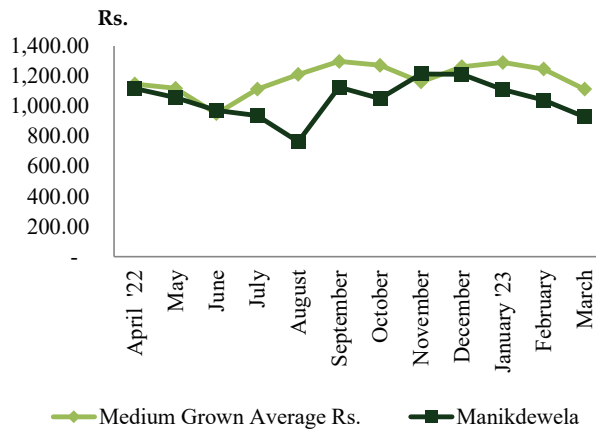 Rs.
1,400.00
1,200.00
1,000.00
800.00
600.00
400.00
200.00
-
April '22
May
June
July
August
September
October
November
December
January '23
February
March
Medium Grown Average Rs.
Manikdewela